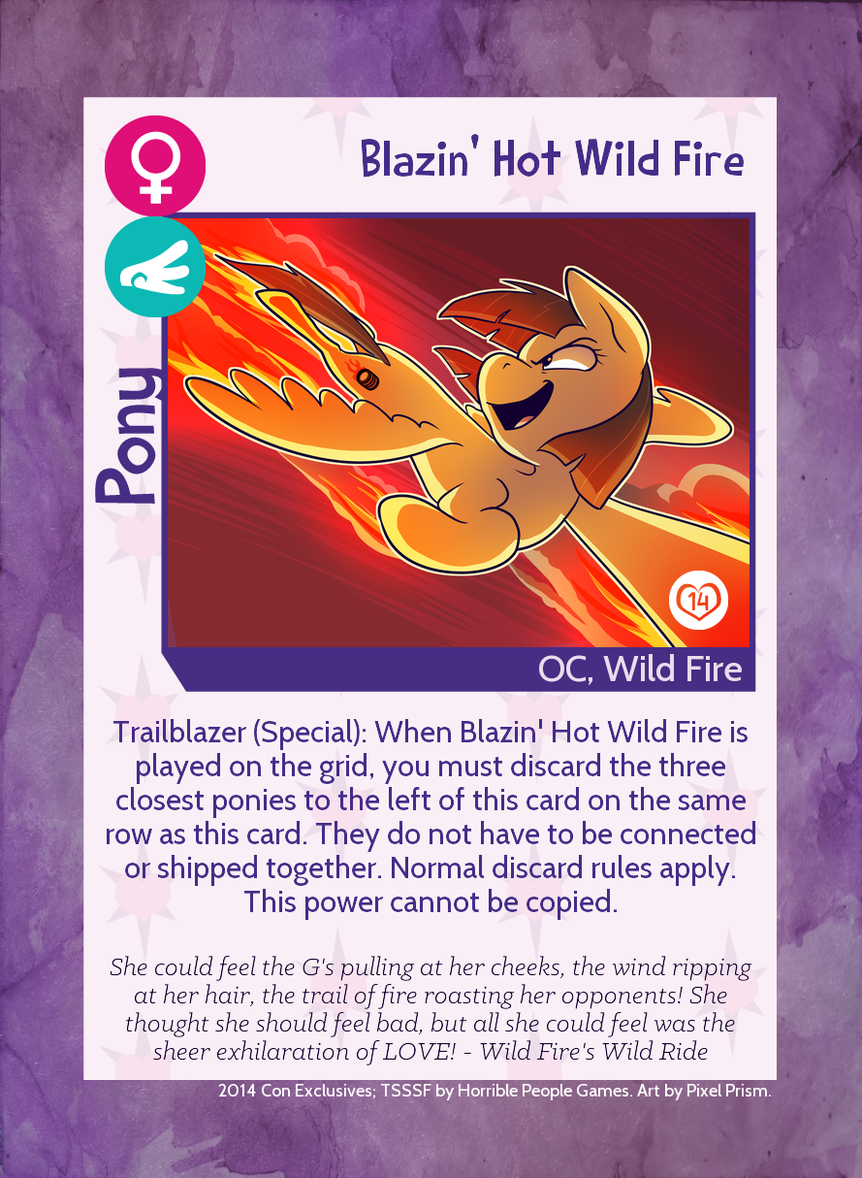 Blazin' Hot Wild Fire
Pony
14
OC, Wild Fire
Trailblazer (Special): When Blazin' Hot Wild Fire is
played on the grid, you must discard the three
closest ponies to the left of this card on the same
row as this card. They do not have to be connected
or shipped together. Normal discard rules apply.
This power cannot be copied.
She could feel the G's pulling at her cheeks, the wind ripping
at her hair, the trail of fire roasting her opponents! She
thought she should feel bad, but all she could feel was the
sheer exhilaration of LOVE! - Wild Fire's Wild Ride
2014 Con Exclusives; TSSSF by Horrible People Games. Art by Pixel Prism.